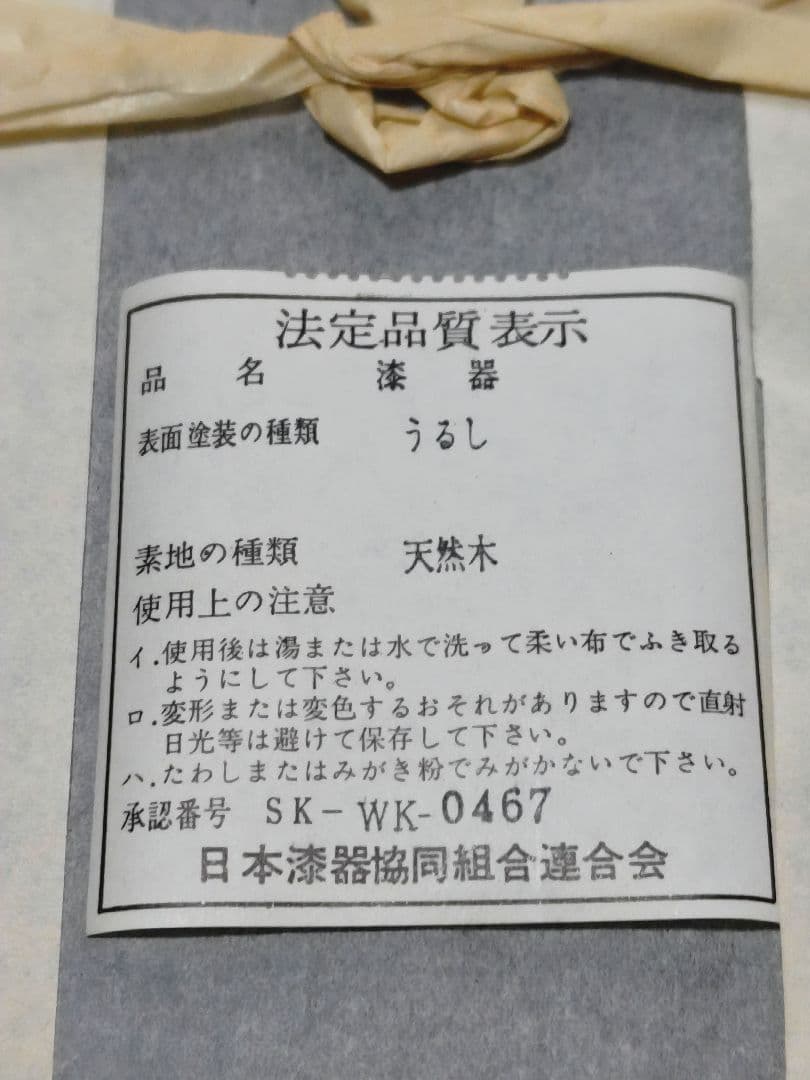 法定品質表示
品名 漆器
表面塗装の種類 うるし
素地の種類 天然木
使用上の注意
イ.使用後は湯または水で洗って柔い布でふき取る
ようにして下さい。
ロ.変形または変色するおそれがありますので直射
日光等は避けて保存して下さい。
ハ.たわしまたはみがき粉でみがかないで下さい。
承認番号 SK-WK-0467
日本漆器協同組合連合会